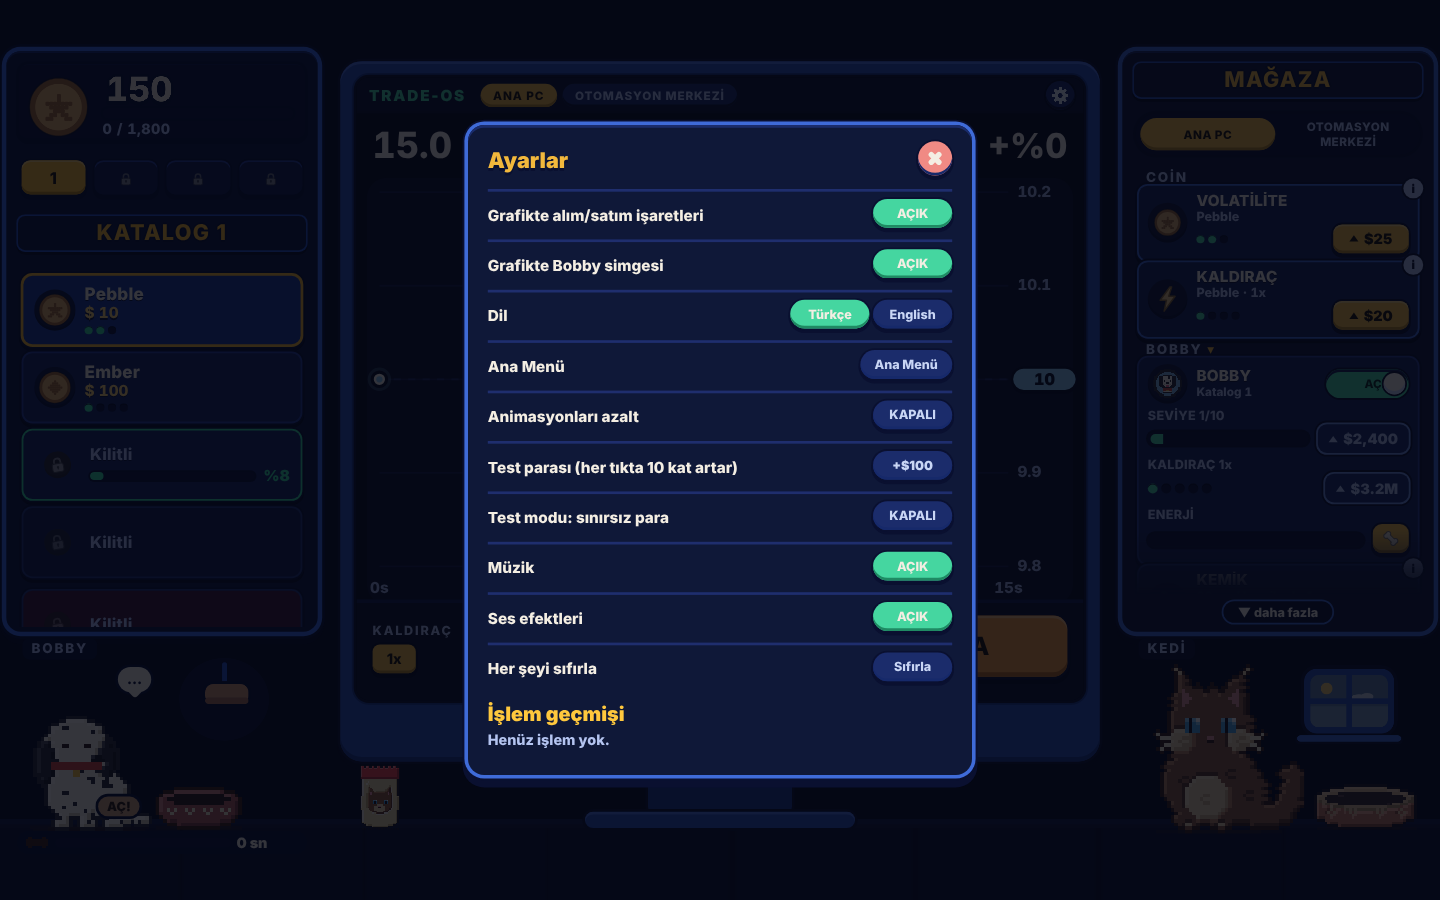 150
0 / 1,800
1
KATALOG 1
Pebble
$ 10
Ember
$ 100
Kilitli
%8
Kilitli
Kilitli
BOBBY
...
AÇ!
0 sn
TRADE-OS
ANA PC
OTOMASYON MERKEZİ
15.0
+%0
10.2
10.1
10
9.9
9.8
0s
15s
KALDIRAÇ
1x
A
Ayarlar
Grafikte alım/satım işaretleri
AÇIK
Grafikte Bobby simgesi
AÇIK
Dil
Türkçe
English
Ana Menü
Ana Menü
Animasyonları azalt
KAPALI
Test parası (her tıkta 10 kat artar)
+$100
Test modu: sınırsız para
KAPALI
Müzik
AÇIK
Ses efektleri
AÇIK
Her şeyi sıfırla
Sıfırla
İşlem geçmişi
Henüz işlem yok.
MAĞAZA
ANA PC
OTOMASYON
MERKEZİ
COİN
i
VOLATİLİTE
Pebble
▲ $25
i
KALDIRAÇ
Pebble · 1x
▲ $20
BOBBY ▼
BOBBY
Katalog 1
SEVİYE 1/10
▲ $2,400
KALDIRAÇ 1x
▲ $3.2M
ENERJİ
KEMİK
i
▼ daha fazla
KEDİ